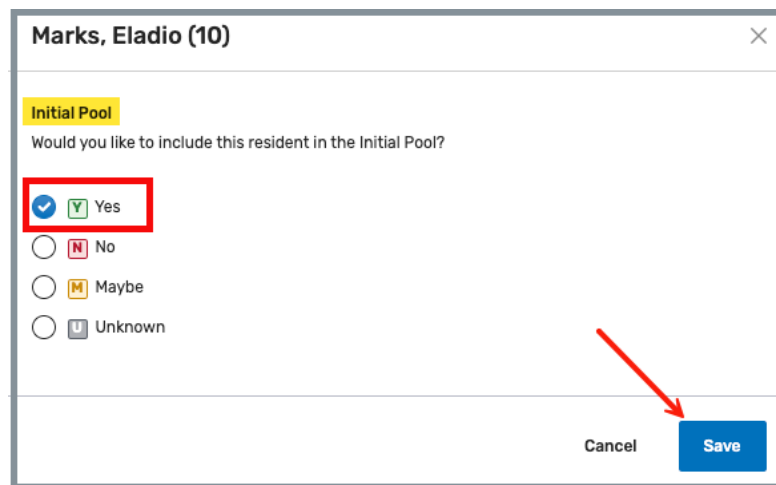 Marks, Eladio (10)
Initial Pool
Would you like to include this resident in the Initial Pool?
Y Yes
N No
M Maybe
U Unknown
Cancel Save